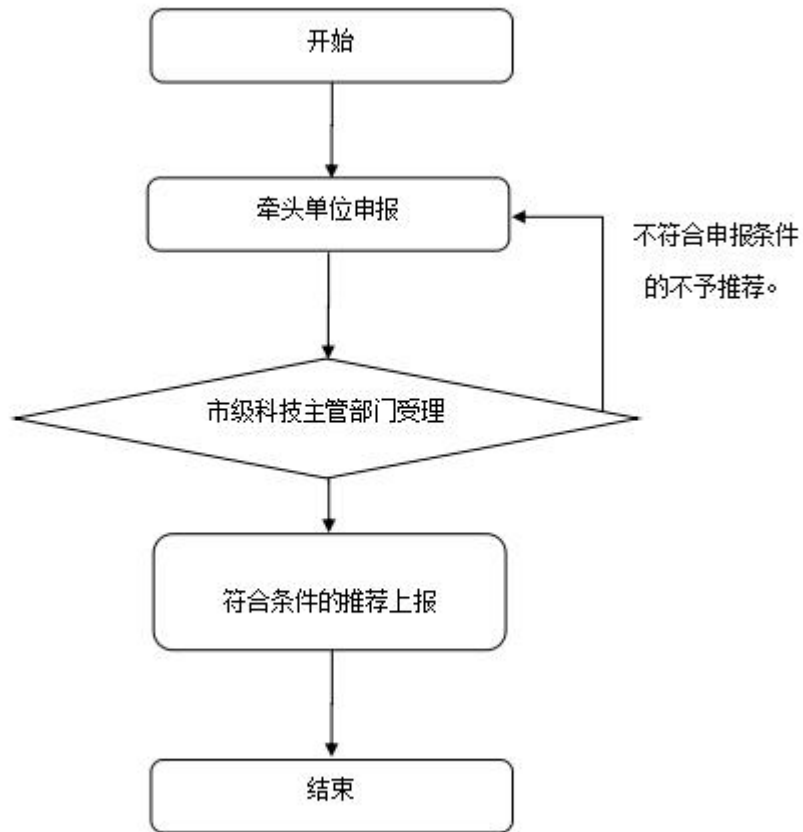 开始
牵头单位申报
不符合申报条件
的不予推荐。
市级科技主管部门受理
符合条件的推荐上报
结束